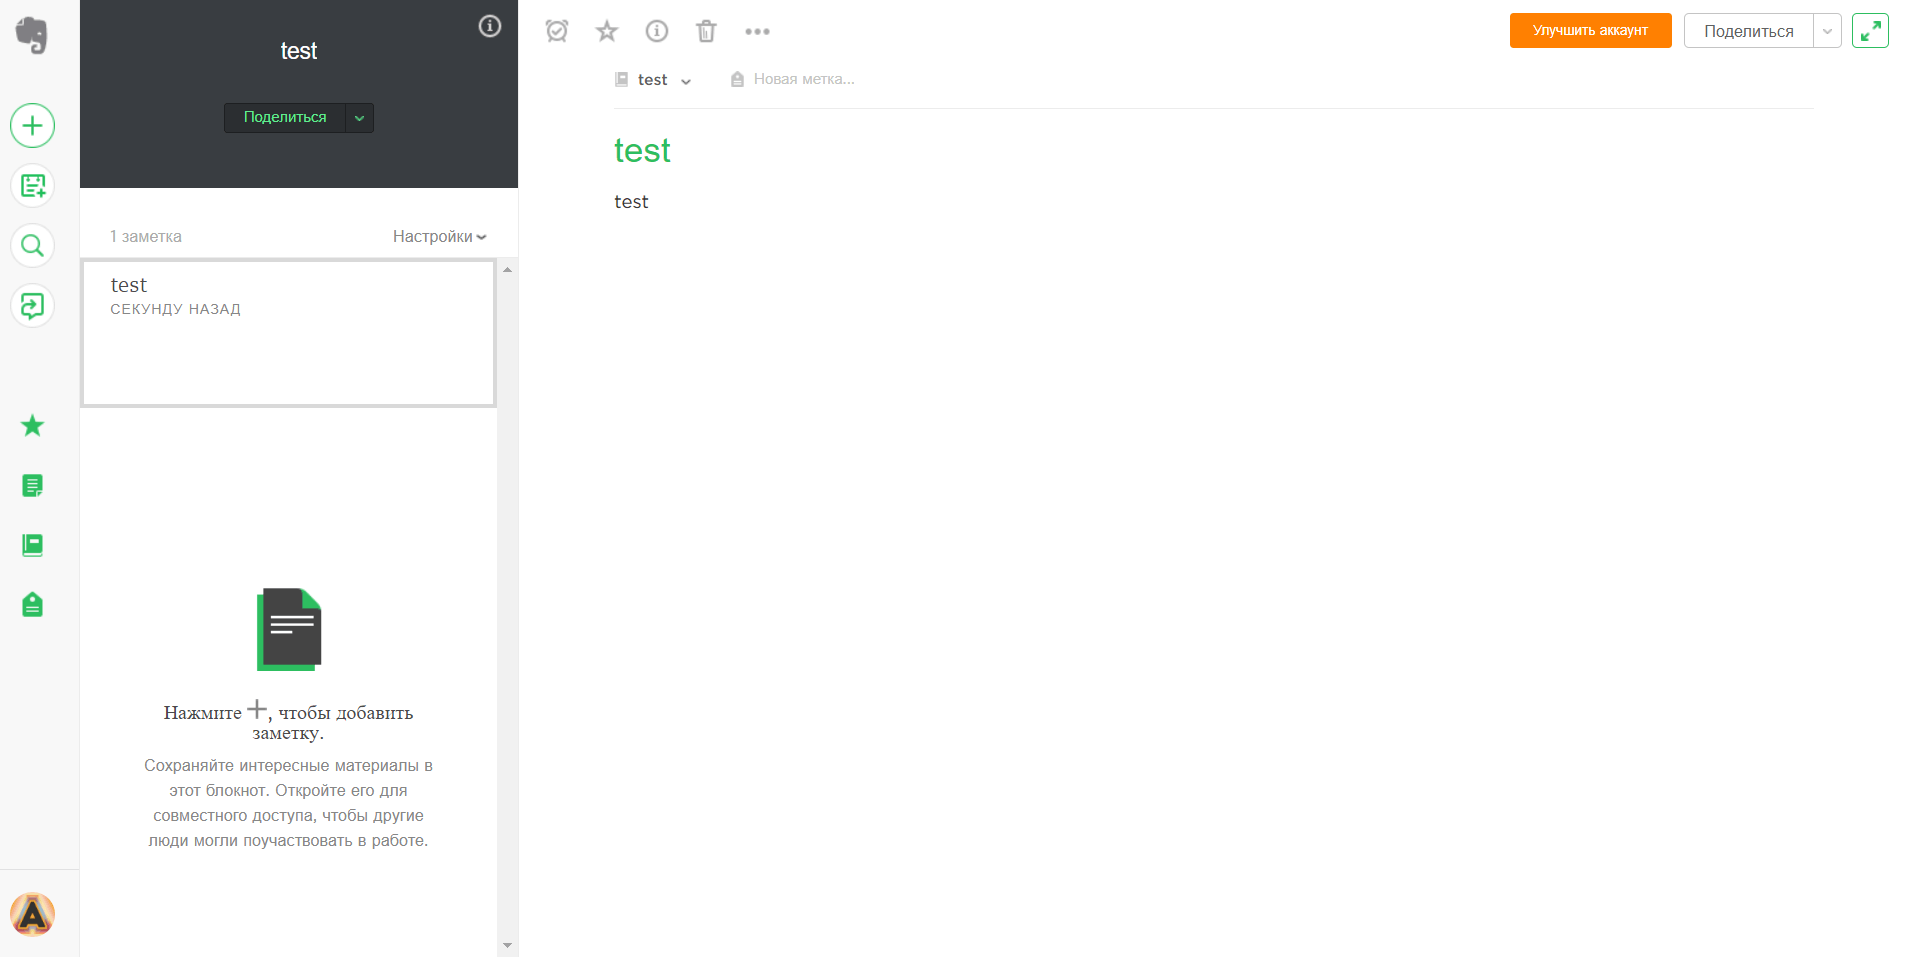 test
Поделиться
1 заметка
Настройки
test
СЕКУНДУ НАЗАД
Нажмите +, чтобы добавить
заметку.
Сохраняйте интересные материалы в
этот блокнот. Откройте его для
совместного доступа, чтобы другие
люди могли поучаствовать в работе.
Улучшить аккаунт
Поделиться
test
Новая метка...
test
test